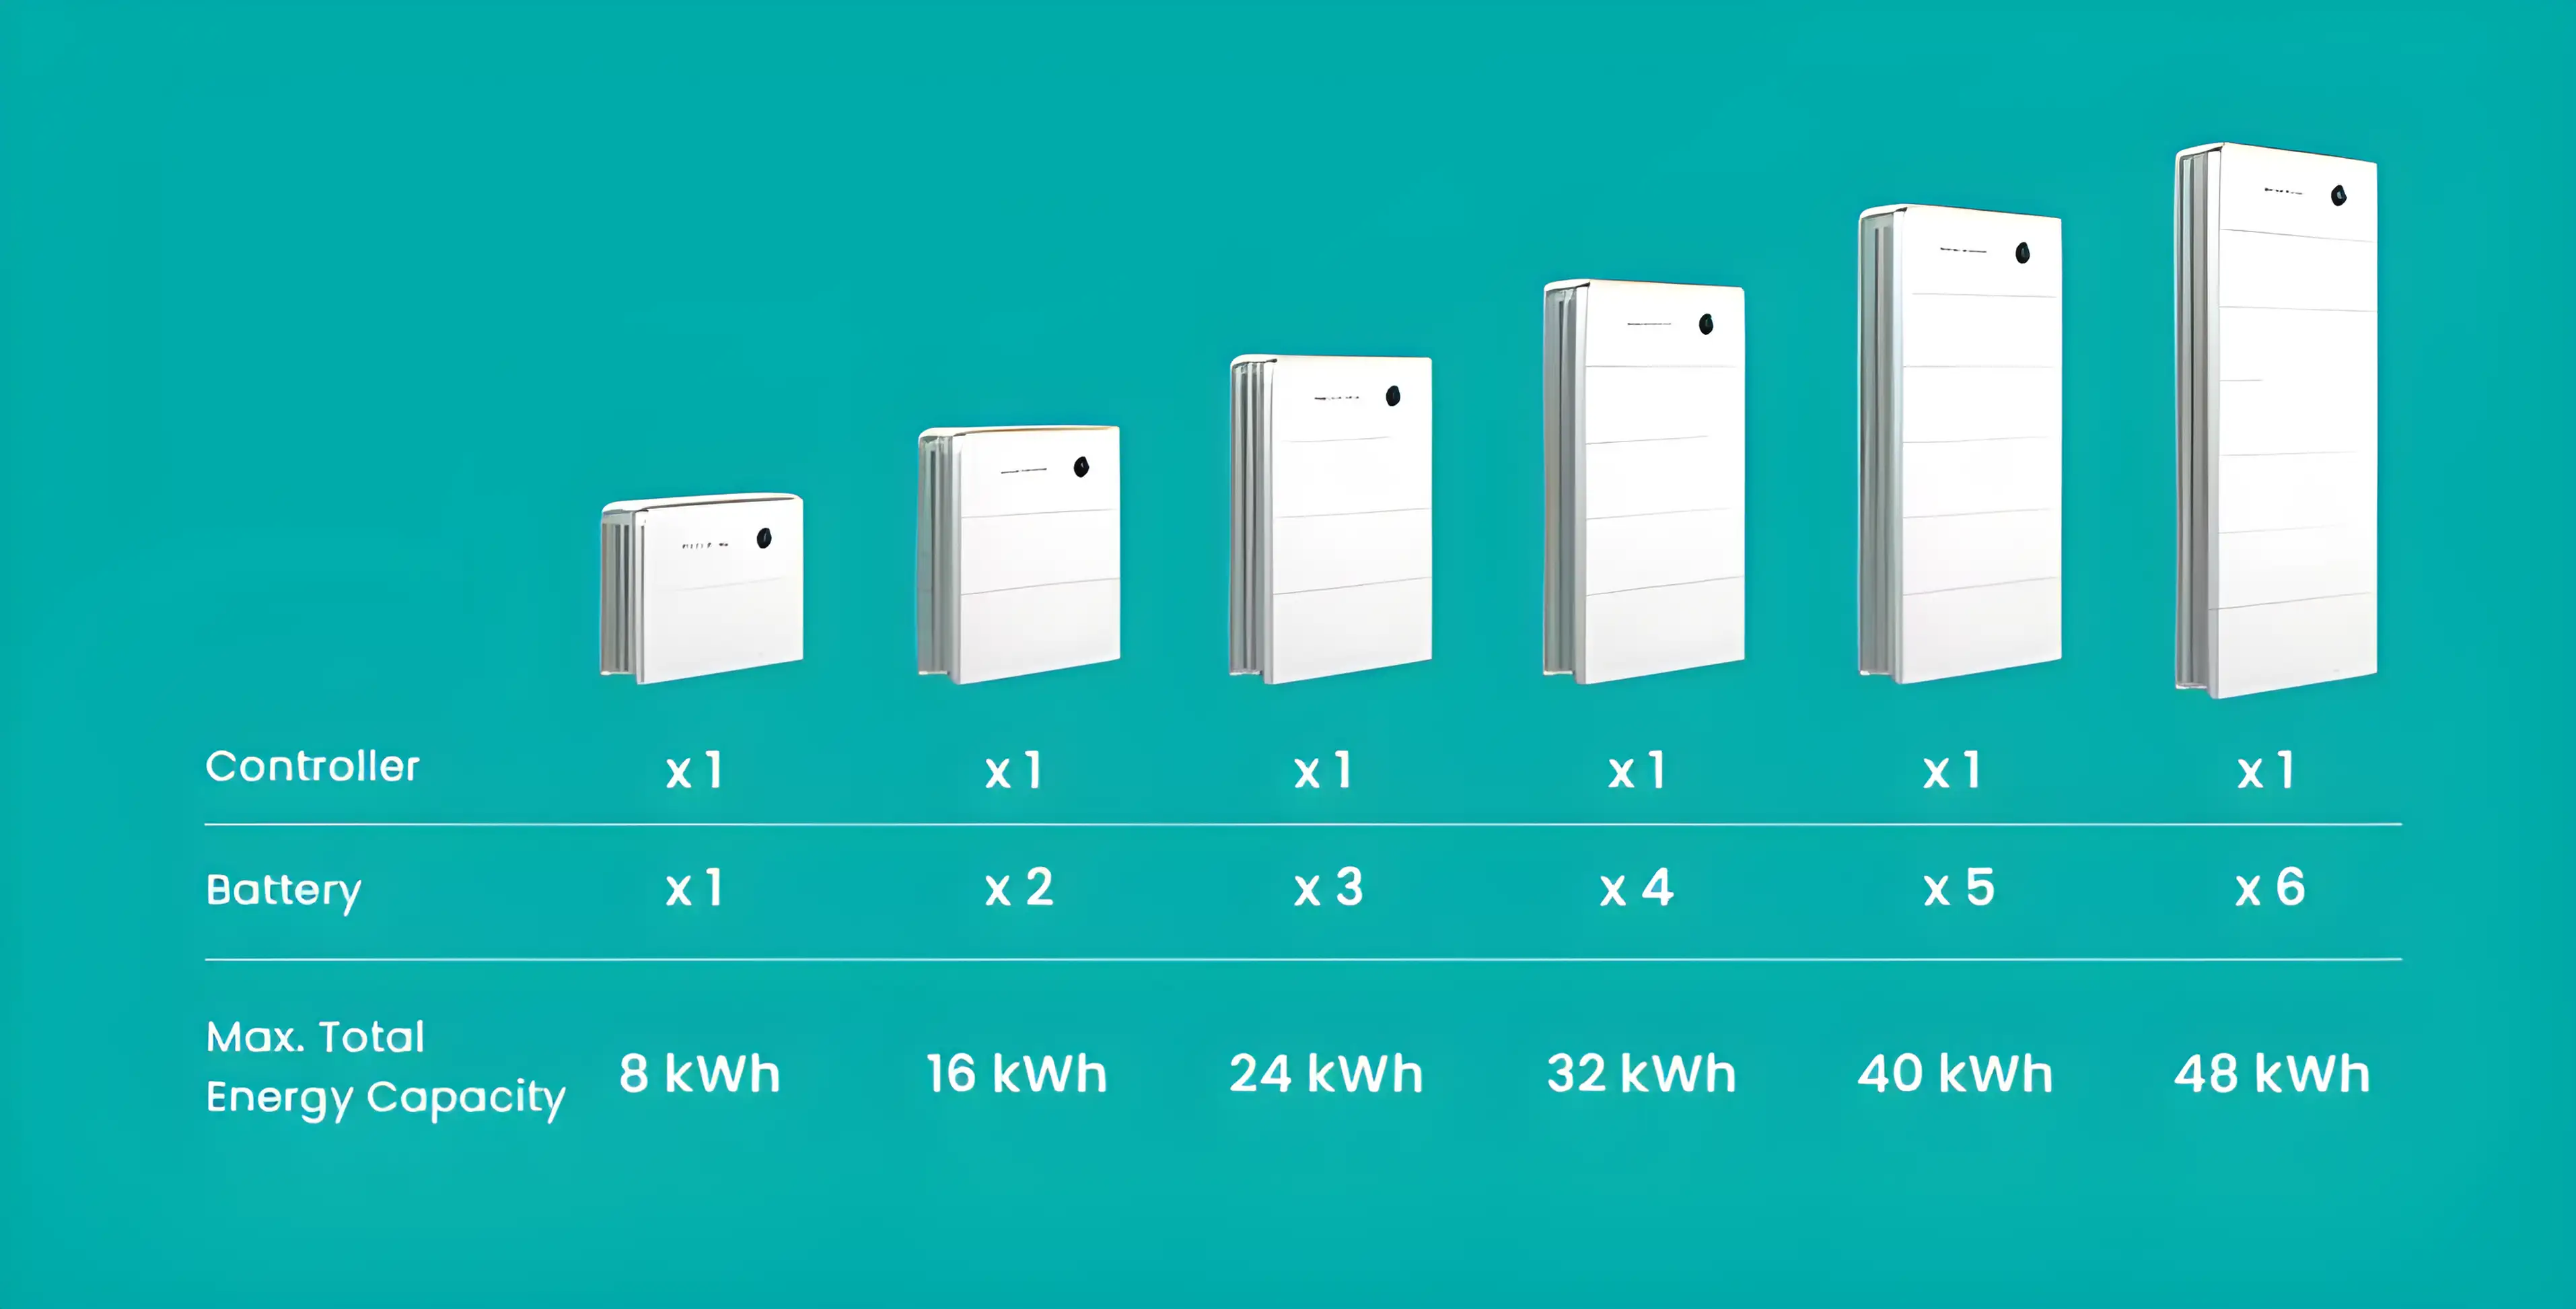 Controller x 1 x 1 x 1 x 1 x 1 x 1
Battery x 1 x 2 x 3 x 4 x 5 x 6
Max. Total
Energy Capacity 8 kWh 16 kWh 24 kWh 32 kWh 40 kWh 48 kWh